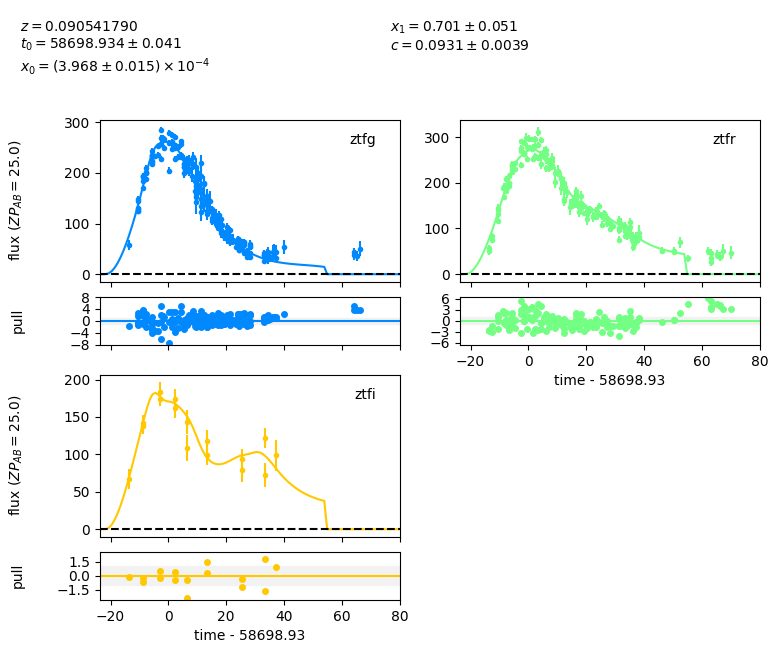 z = 0.090541790
t₀ = 58698.934 ± 0.041
x₀ = (3.968 ± 0.015) × 10⁻⁴
x₁ = 0.701 ± 0.051
c = 0.0931 ± 0.0039
flux (ZP_AB = 25.0)
300
200
100
0
ztfg
300
200
100
0
ztfr
pull
8
4
0
−4
−8
6
3
0
−3
−6
−20 0 20 40 60 80
time - 58698.93
flux (ZP_AB = 25.0)
200
150
100
50
0
ztfi
pull
1.5
0.0
−1.5
−20 0 20 40 60 80
time - 58698.93